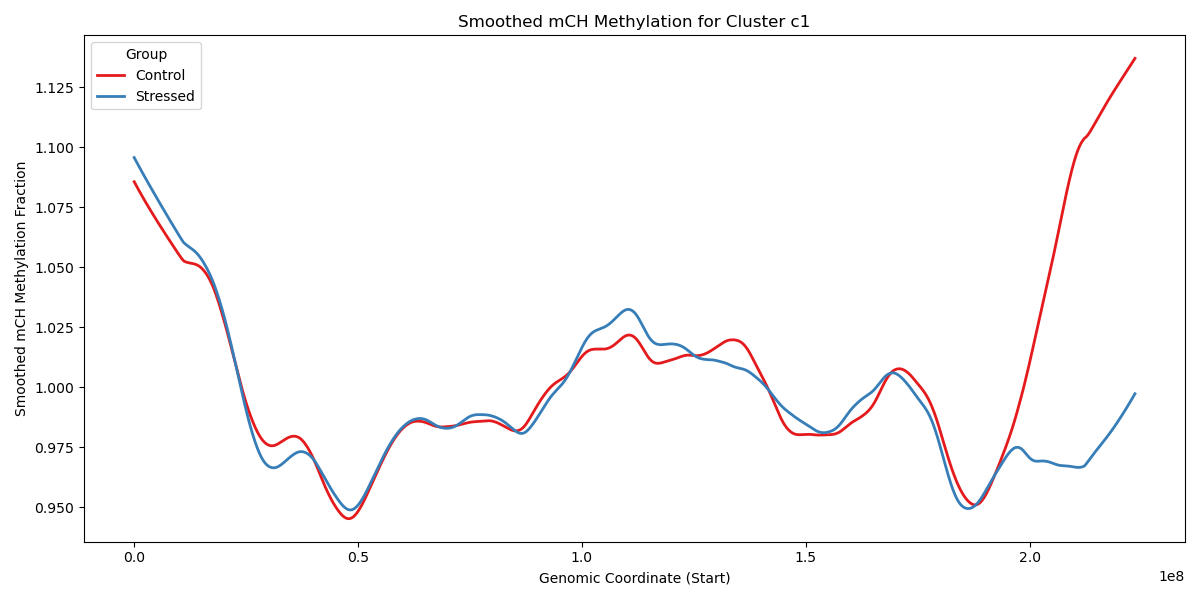 Smoothed mCH Methylation for Cluster c1
Group
Control
Stressed
Smoothed mCH Methylation Fraction
1.125
1.100
1.075
1.050
1.025
1.000
0.975
0.950
0.0 0.5 1.0 1.5 2.0
1e8
Genomic Coordinate (Start)